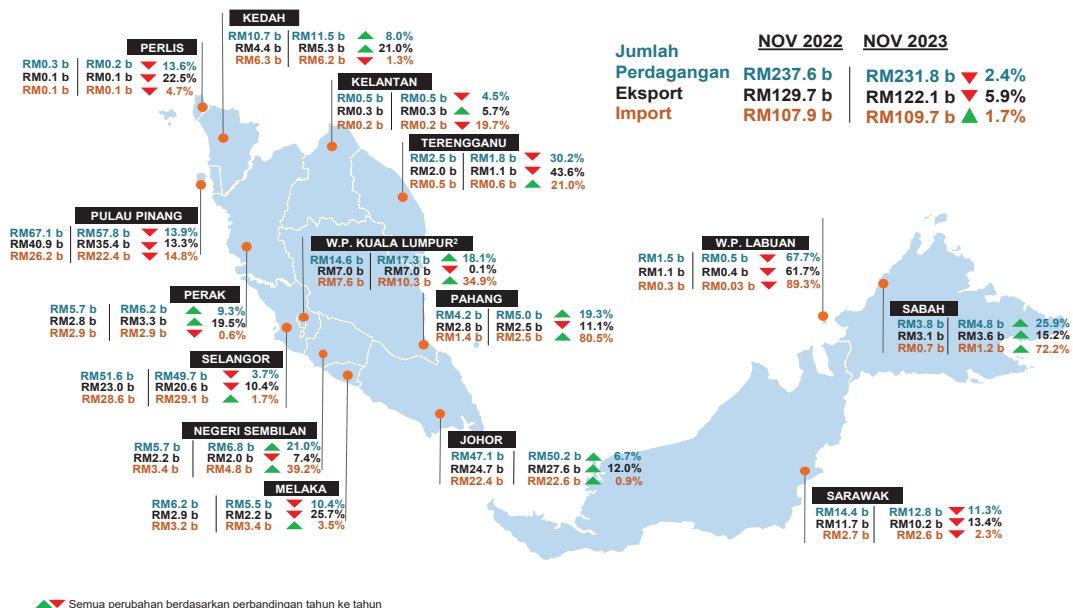 KEDAH
RM10.7 b RM11.5 b 8.0%
RM4.4 b RM5.3 b 21.0%
RM6.3 b RM6.2 b 1.3%
PERLIS
RM0.3 b RM0.2 b 13.6%
RM0.1 b RM0.1 b 22.5%
RM0.1 b RM0.1 b 4.7%
KELANTAN
RM0.5 b RM0.5 b 4.5%
RM0.3 b RM0.3 b 5.7%
RM0.2 b RM0.2 b 19.7%
TERENGGANU
RM2.5 b RM1.8 b 30.2%
RM2.0 b RM1.1 b 43.6%
RM0.5 b RM0.6 b 21.0%
NOV 2022 NOV 2023
Jumlah
Perdagangan RM237.6 b RM231.8 b 2.4%
Eksport RM129.7 b RM122.1 b 5.9%
Import RM107.9 b RM109.7 b 1.7%
PULAU PINANG
RM67.1 b RM57.8 b 13.9%
RM40.9 b RM35.4 b 13.3%
RM26.2 b RM22.4 b 14.8%
W.P. KUALA LUMPUR²
RM14.6 b RM17.3 b 18.1%
RM7.0 b RM7.0 b 0.1%
RM7.6 b RM10.3 b 34.9%
W.P. LABUAN
RM1.5 b RM0.5 b 67.7%
RM1.1 b RM0.4 b 61.7%
RM0.3 b RM0.03 b 89.3%
PERAK
RM5.7 b RM6.2 b 9.3%
RM2.8 b RM3.3 b 19.5%
RM2.9 b RM2.9 b 0.6%
PAHANG
RM4.2 b RM5.0 b 19.3%
RM2.8 b RM2.5 b 11.1%
RM1.4 b RM2.5 b 80.5%
SABAH
RM3.8 b RM4.8 b 25.9%
RM3.1 b RM3.6 b 15.2%
RM0.7 b RM1.2 b 72.2%
SELANGOR
RM51.6 b RM49.7 b 3.7%
RM23.0 b RM20.6 b 10.4%
RM28.6 b RM29.1 b 1.7%
NEGERI SEMBILAN
RM5.7 b RM6.8 b 21.0%
RM2.2 b RM2.0 b 7.4%
RM3.4 b RM4.8 b 39.2%
JOHOR
RM47.1 b RM50.2 b 6.7%
RM24.7 b RM27.6 b 12.0%
RM22.4 b RM22.6 b 0.9%
MELAKA
RM6.2 b RM5.5 b 10.4%
RM2.9 b RM2.2 b 25.7%
RM3.2 b RM3.4 b 3.5%
SARAWAK
RM14.4 b RM12.8 b 11.3%
RM11.7 b RM10.2 b 13.4%
RM2.7 b RM2.6 b 2.3%
Semua perubahan berdasarkan perbandingan tahun ke tahun